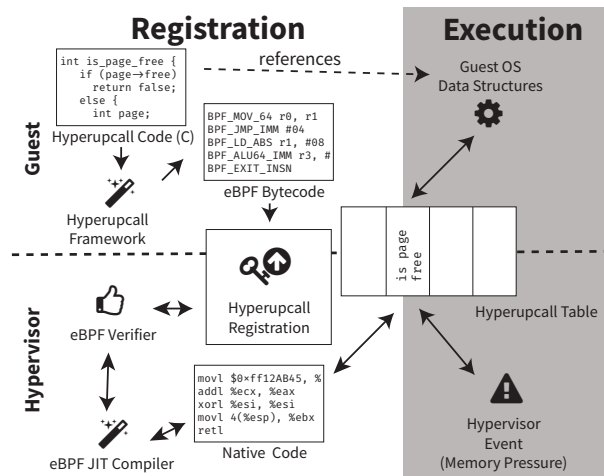 Registration
Execution
references
int is_page_free {
if (page→free)
return false;
else {
int page;
Hyperupcall Code (C)
Guest OS
Data Structures
BPF_MOV_64 r0, r1
BPF_JMP_IMM #04
BPF_LD_ABS r1, #08
BPF_ALU64_IMM r3, #
BPF_EXIT_INSN
eBPF Bytecode
Guest
Hyperupcall
Framework
is page
free
Hyperupcall
Registration
Hyperupcall Table
Hypervisor
eBPF Verifier
movl $0×ff12AB45, %
addl %ecx, %eax
xorl %esi, %esi
movl 4(%esp), %ebx
retl
Native Code
eBPF JIT Compiler
Hypervisor
Event
(Memory Pressure)